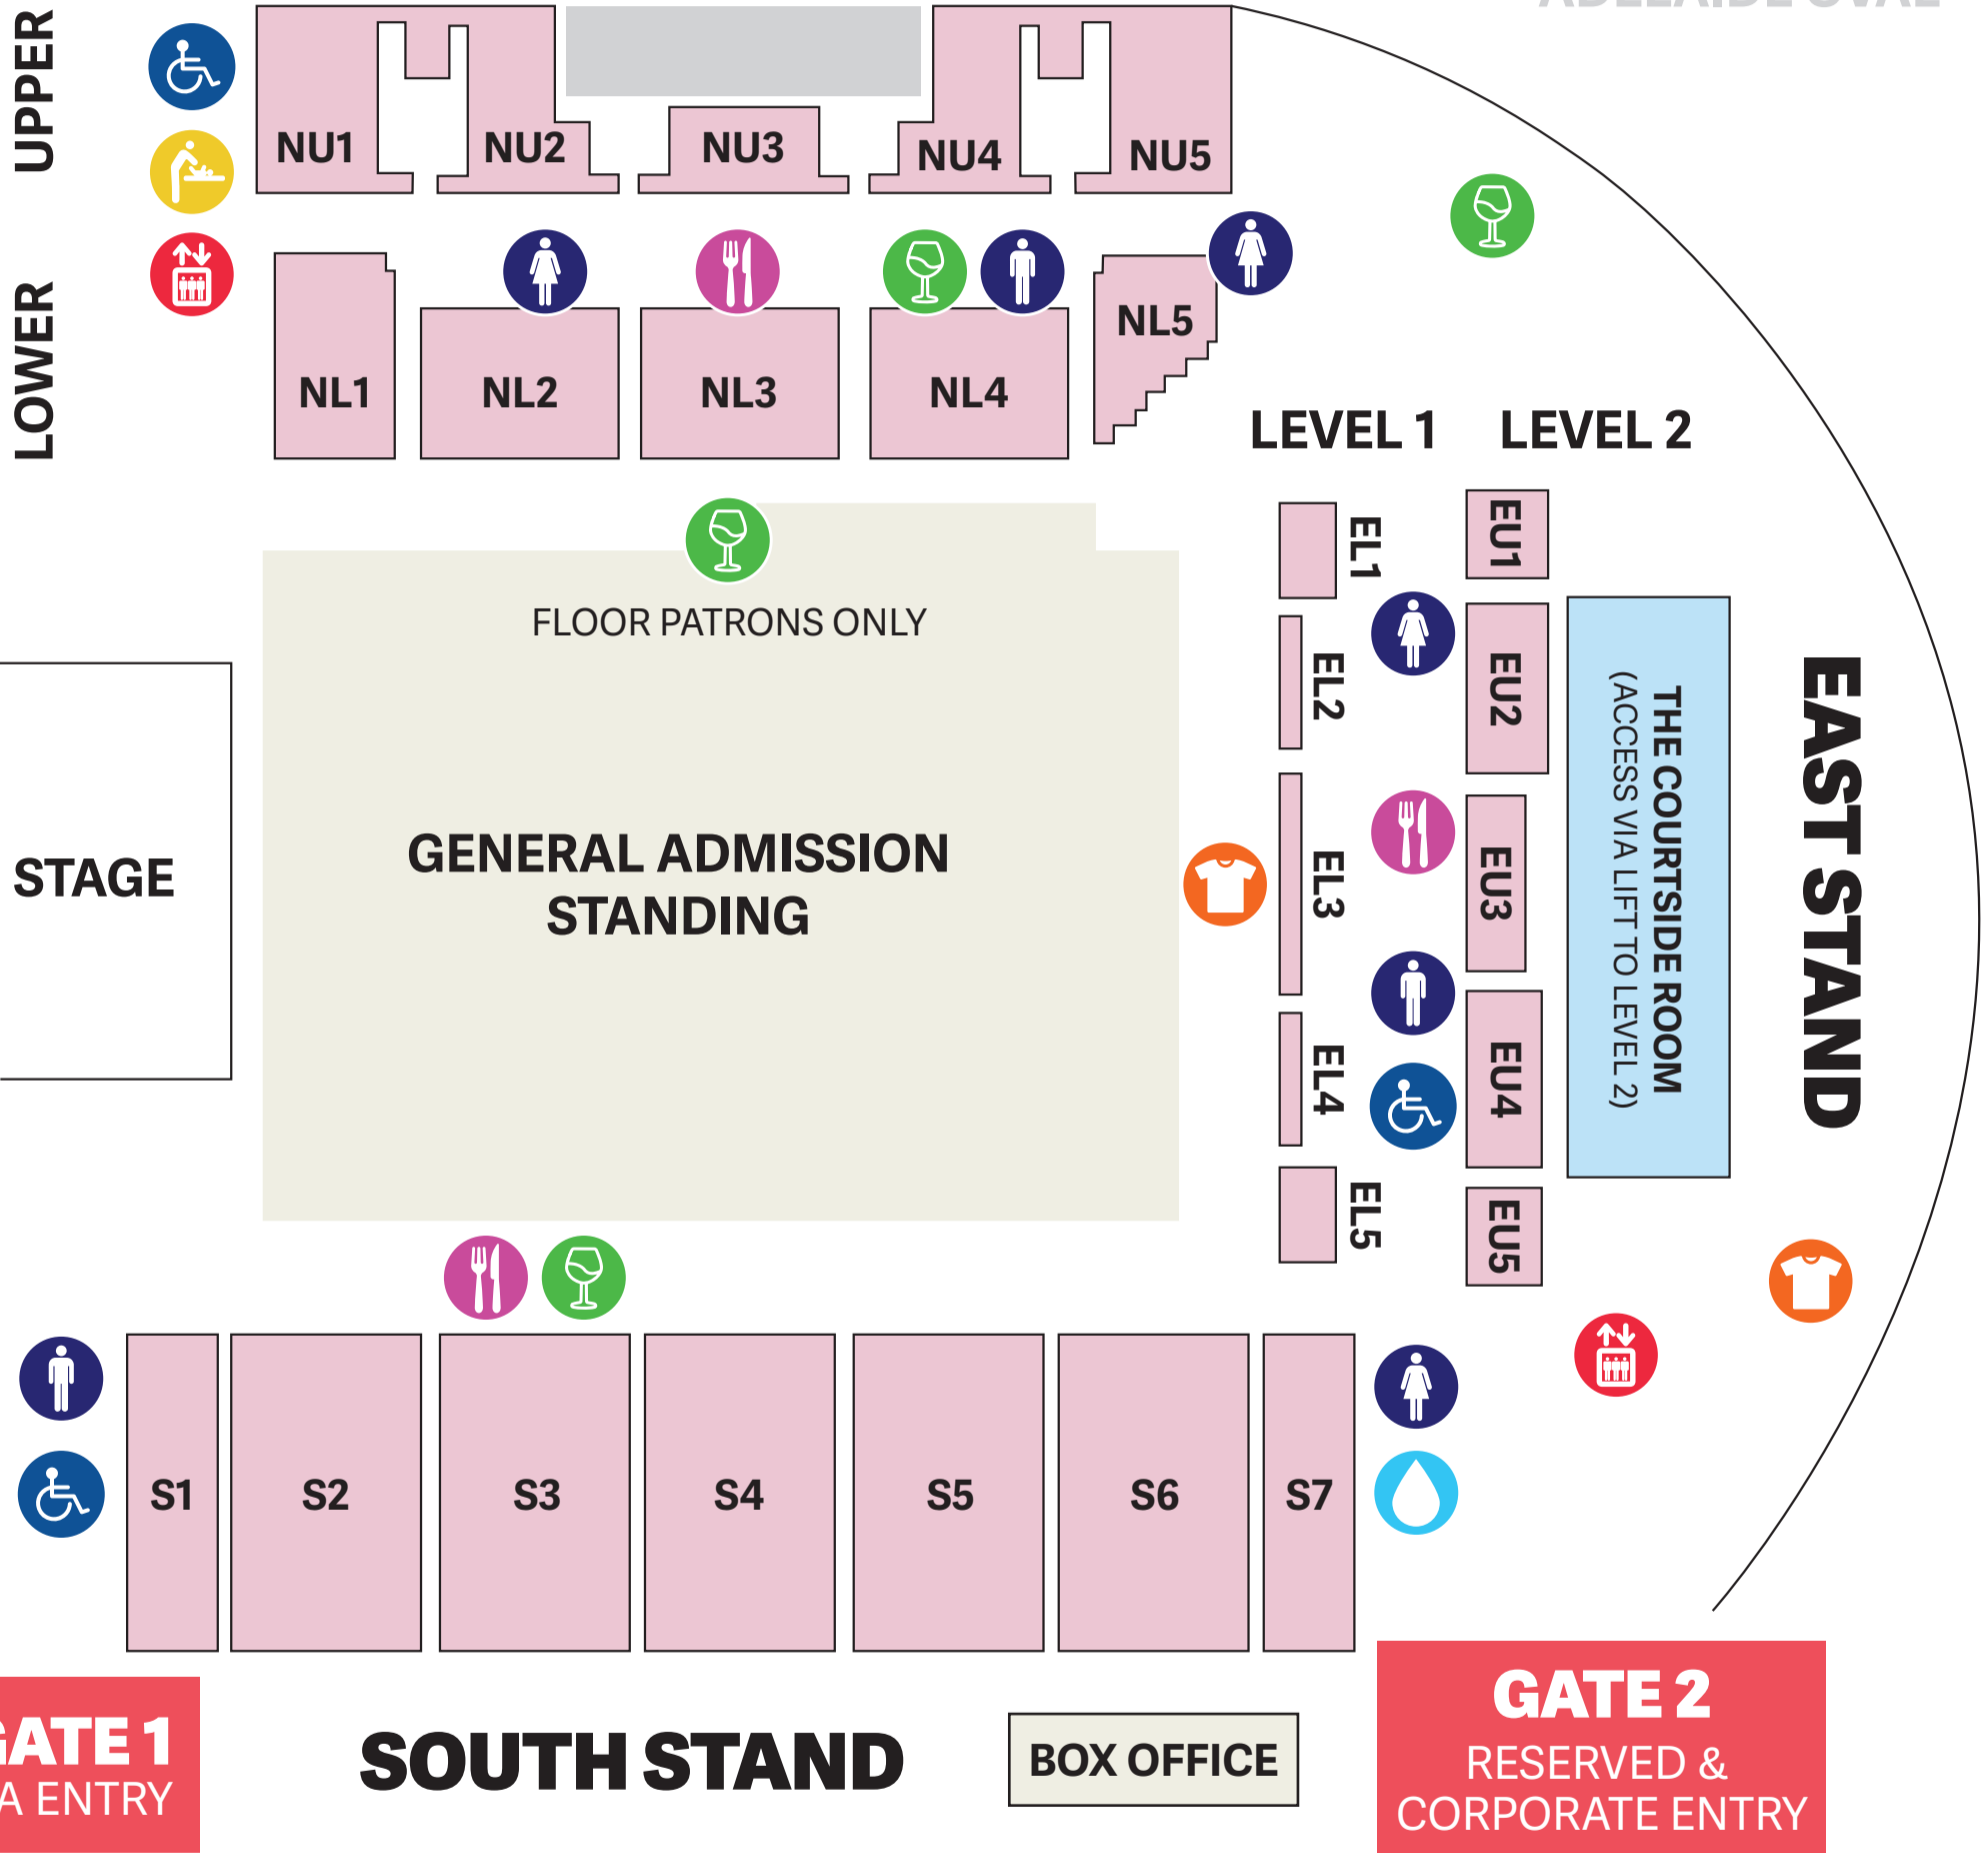 UPPER
NU1
NU2
NU3
NU4
NU5
LOWER
NL1
NL2
NL3
NL4
NL5
LEVEL 1
LEVEL 2
FLOOR PATRONS ONLY
EL1
EU1
EL2
EU2
STAGE
GENERAL ADMISSION
STANDING
EL3
EU3
THE COURTSIDE ROOM
(ACCESS VIA LIFT TO LEVEL 2)
EAST STAND
EL4
EU4
EL5
EU5
S1
S2
S3
S4
S5
S6
S7
GATE 1
A ENTRY
SOUTH STAND
BOX OFFICE
GATE 2
RESERVED &
CORPORATE ENTRY